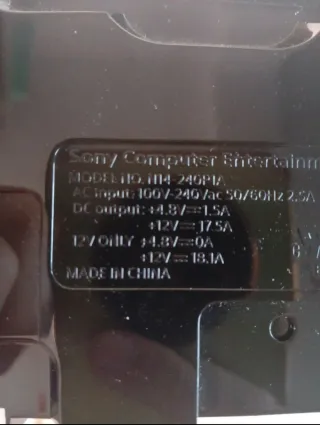 Sony Computer Entertainm
MODEL NO. N14-240P1A
AC input: 100V-240Vac 50/60Hz 2.5A
DC output: +4.8V⎓1.5A
+12V⎓17.5A
12V ONLY +4.8V⎓0A
+12V⎓18.1A
MADE IN CHINA